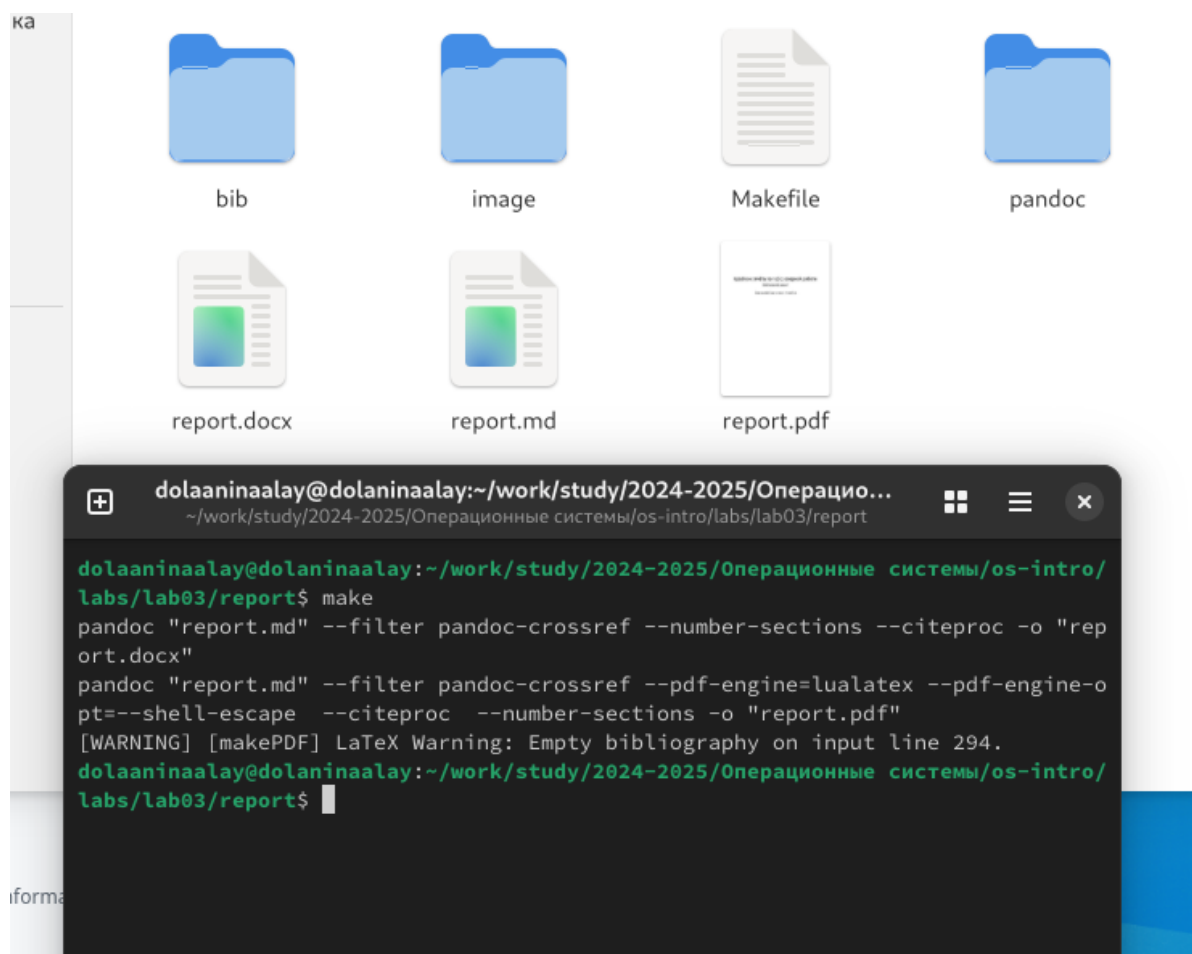 ка
bib
image
Makefile
pandoc
report.docx
report.md
report.pdf
dolaaninaalay@dolaninaalay:~/work/study/2024-2025/Операцио...
~/work/study/2024-2025/Операционные системы/os-intro/labs/lab03/report
dolaaninaalay@dolaninaalay:~/work/study/2024-2025/Операционные системы/os-intro/
labs/lab03/report$ make
pandoc "report.md" --filter pandoc-crossref --number-sections --citeproc -o "rep
ort.docx"
pandoc "report.md" --filter pandoc-crossref --pdf-engine=lualatex --pdf-engine-o
pt=--shell-escape  --citeproc  --number-sections -o "report.pdf"
[WARNING] [makePDF] LaTeX Warning: Empty bibliography on input line 294.
dolaaninaalay@dolaninaalay:~/work/study/2024-2025/Операционные системы/os-intro/
labs/lab03/report$
forma